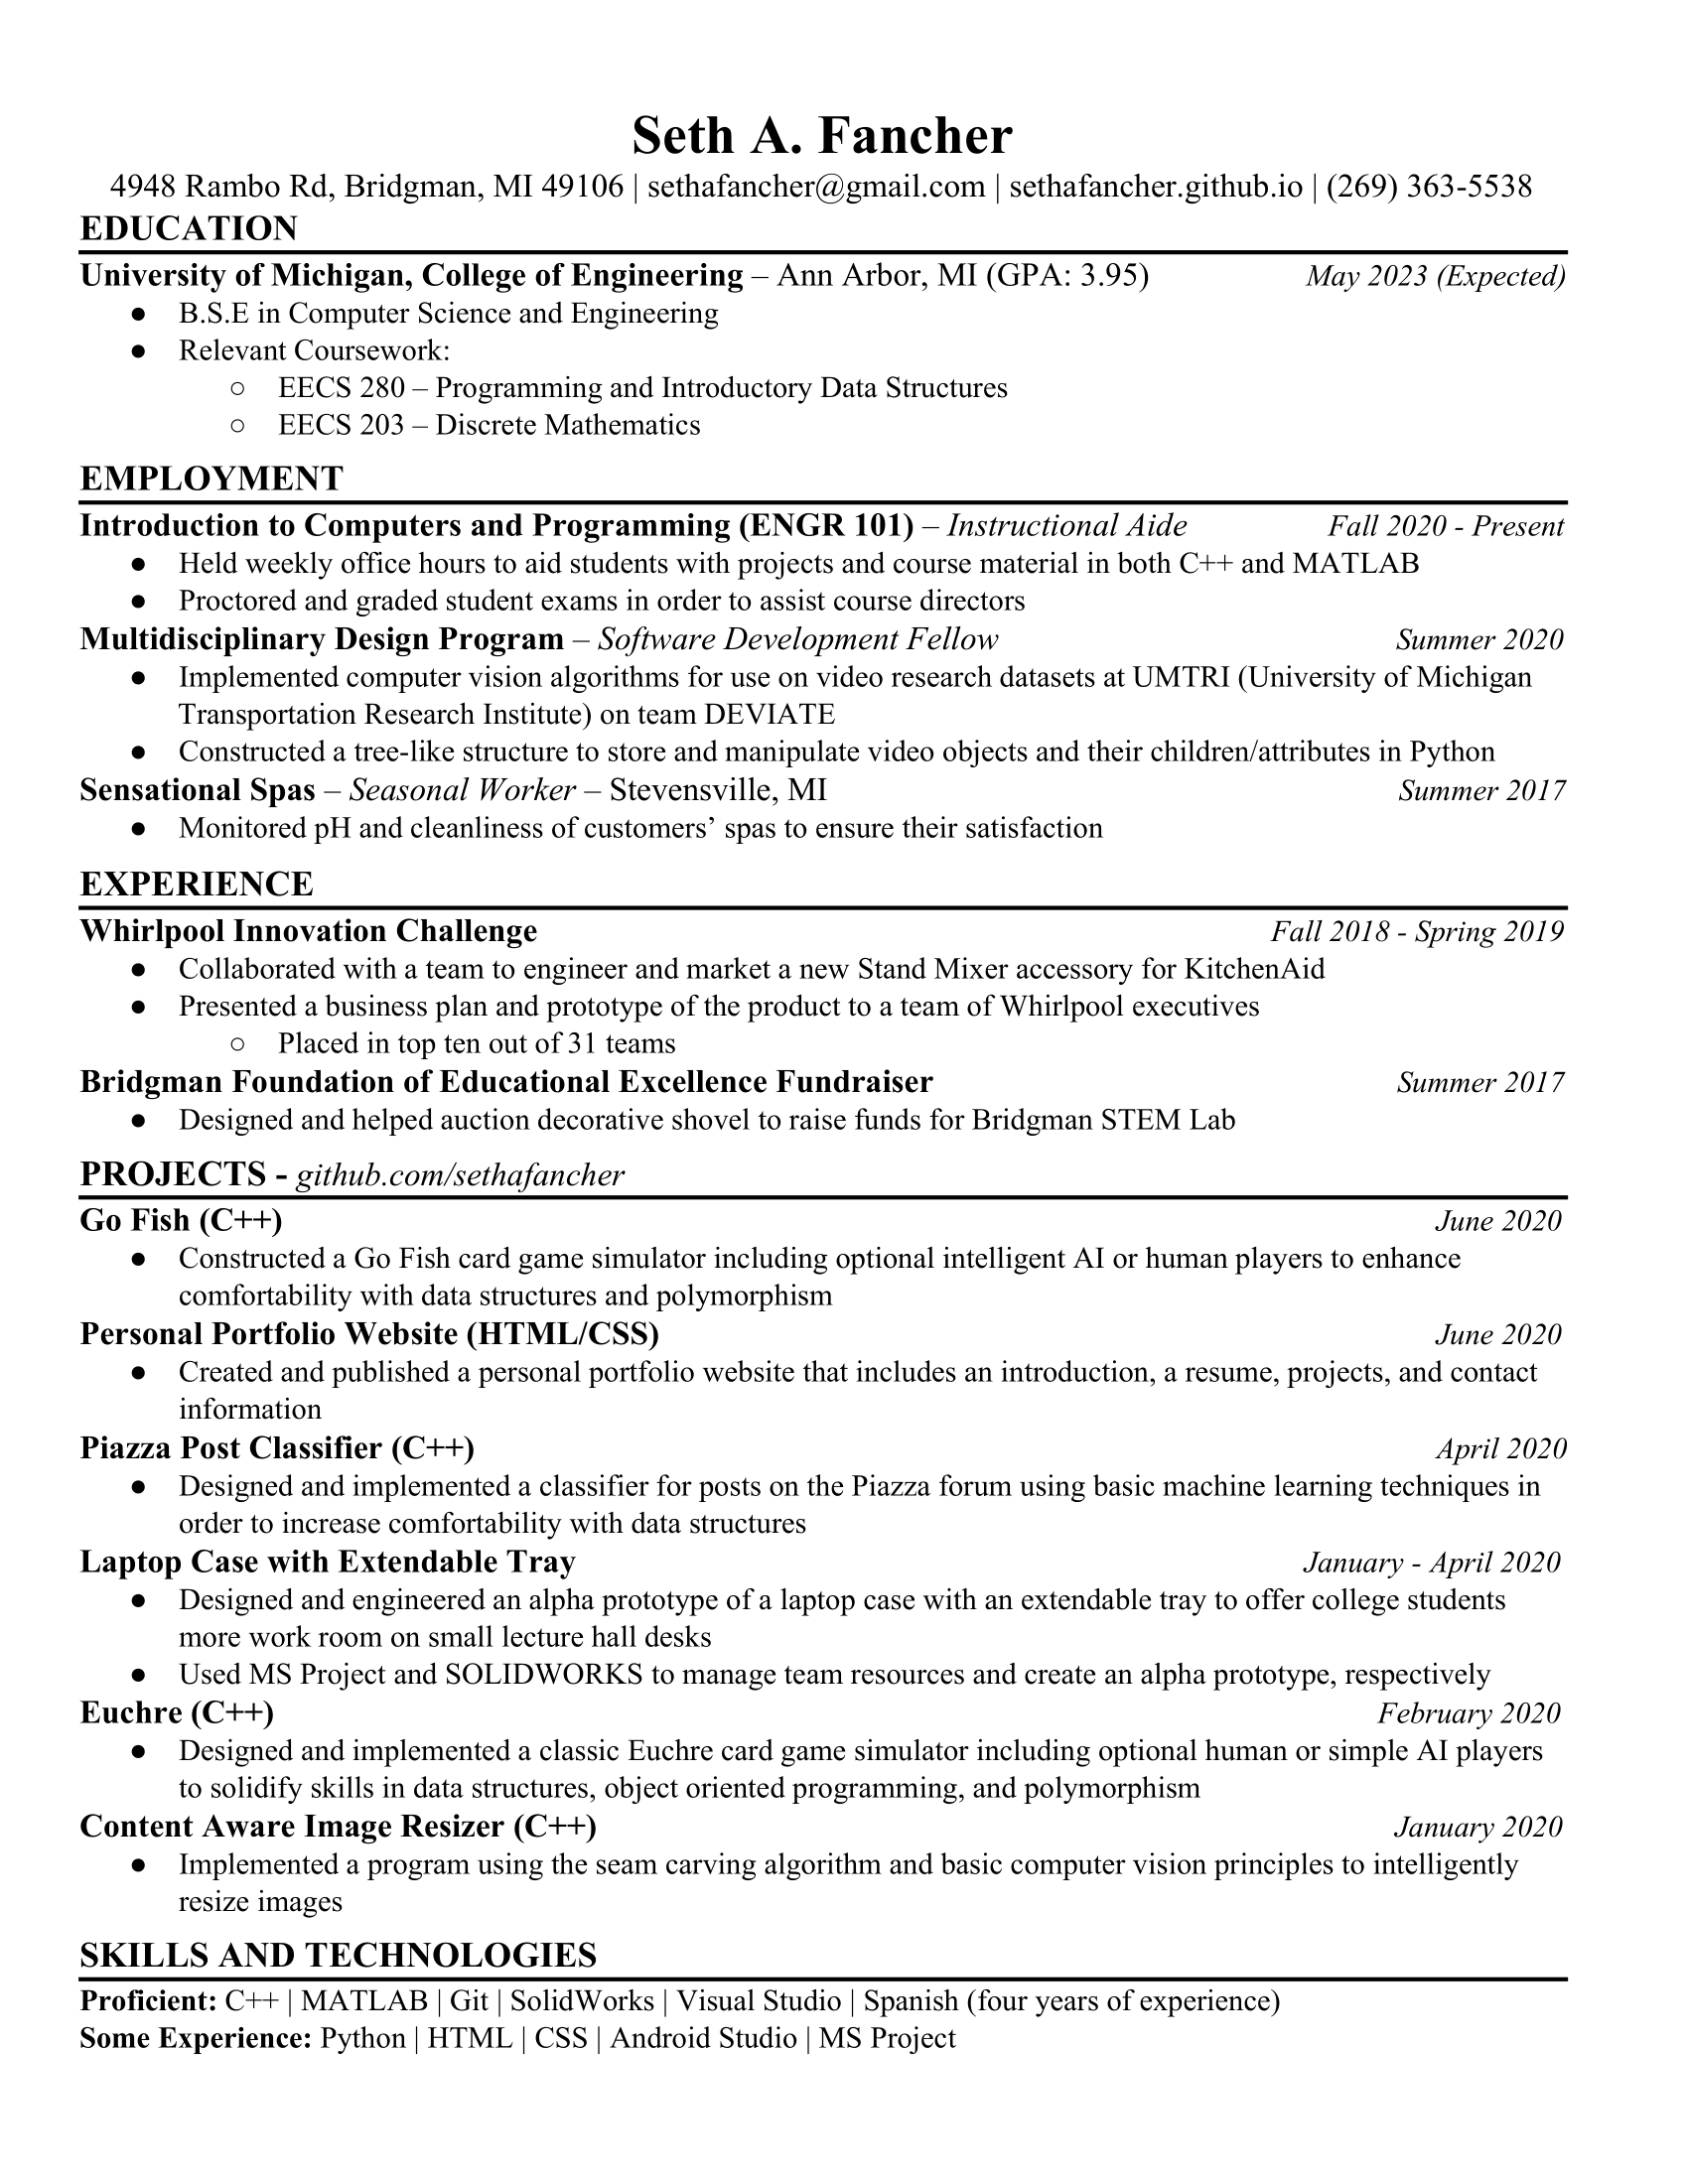 Seth A. Fancher
4948 Rambo Rd, Bridgman, MI 49106 | sethafancher@gmail.com | sethafancher.github.io | (269) 363-5538
EDUCATION
University of Michigan, College of Engineering – Ann Arbor, MI (GPA: 3.95) May 2023 (Expected)
● B.S.E in Computer Science and Engineering
● Relevant Coursework:
○ EECS 280 – Programming and Introductory Data Structures
○ EECS 203 – Discrete Mathematics
EMPLOYMENT
Introduction to Computers and Programming (ENGR 101) – Instructional Aide Fall 2020 - Present
● Held weekly office hours to aid students with projects and course material in both C++ and MATLAB
● Proctored and graded student exams in order to assist course directors
Multidisciplinary Design Program – Software Development Fellow Summer 2020
● Implemented computer vision algorithms for use on video research datasets at UMTRI (University of Michigan
Transportation Research Institute) on team DEVIATE
● Constructed a tree-like structure to store and manipulate video objects and their children/attributes in Python
Sensational Spas – Seasonal Worker – Stevensville, MI Summer 2017
● Monitored pH and cleanliness of customers’ spas to ensure their satisfaction
EXPERIENCE
Whirlpool Innovation Challenge Fall 2018 - Spring 2019
● Collaborated with a team to engineer and market a new Stand Mixer accessory for KitchenAid
● Presented a business plan and prototype of the product to a team of Whirlpool executives
○ Placed in top ten out of 31 teams
Bridgman Foundation of Educational Excellence Fundraiser Summer 2017
● Designed and helped auction decorative shovel to raise funds for Bridgman STEM Lab
PROJECTS - github.com/sethafancher
Go Fish (C++) June 2020
● Constructed a Go Fish card game simulator including optional intelligent AI or human players to enhance
comfortability with data structures and polymorphism
Personal Portfolio Website (HTML/CSS) June 2020
● Created and published a personal portfolio website that includes an introduction, a resume, projects, and contact
information
Piazza Post Classifier (C++) April 2020
● Designed and implemented a classifier for posts on the Piazza forum using basic machine learning techniques in
order to increase comfortability with data structures
Laptop Case with Extendable Tray January - April 2020
● Designed and engineered an alpha prototype of a laptop case with an extendable tray to offer college students
more work room on small lecture hall desks
● Used MS Project and SOLIDWORKS to manage team resources and create an alpha prototype, respectively
Euchre (C++) February 2020
● Designed and implemented a classic Euchre card game simulator including optional human or simple AI players
to solidify skills in data structures, object oriented programming, and polymorphism
Content Aware Image Resizer (C++) January 2020
● Implemented a program using the seam carving algorithm and basic computer vision principles to intelligently
resize images
SKILLS AND TECHNOLOGIES
Proficient: C++ | MATLAB | Git | SolidWorks | Visual Studio | Spanish (four years of experience)
Some Experience: Python | HTML | CSS | Android Studio | MS Project